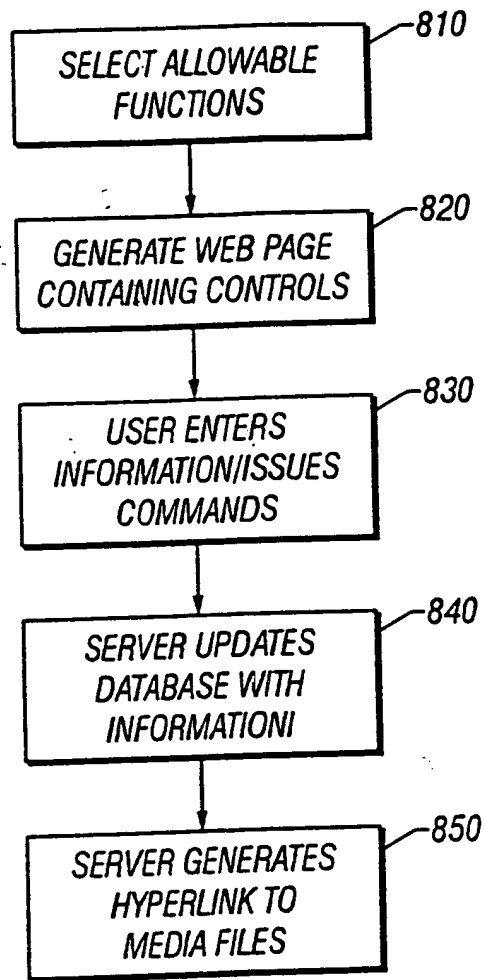 810
SELECT ALLOWABLE
FUNCTIONS
820
GENERATE WEB PAGE
CONTAINING CONTROLS
830
USER ENTERS
INFORMATION/ISSUES
COMMANDS
840
SERVER UPDATES
DATABASE WITH
INFORMATIONI
850
SERVER GENERATES
HYPERLINK TO
MEDIA FILES